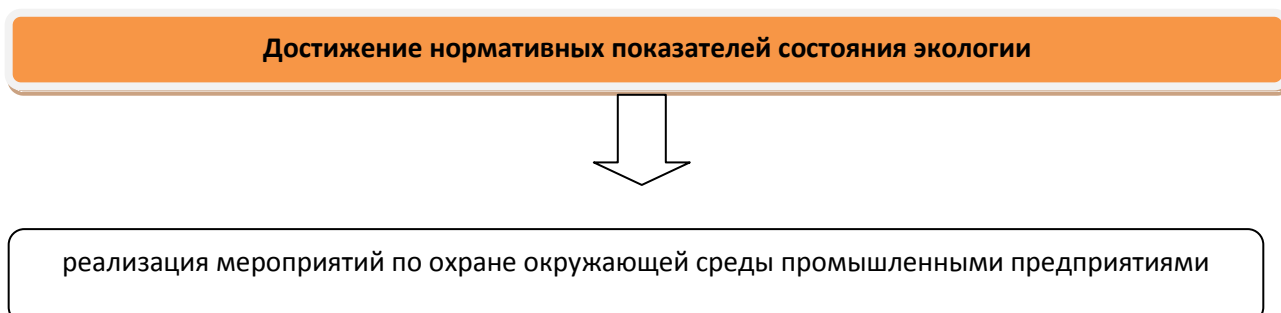 Достижение нормативных показателей состояния экологии
реализация мероприятий по охране окружающей среды промышленными предприятиями